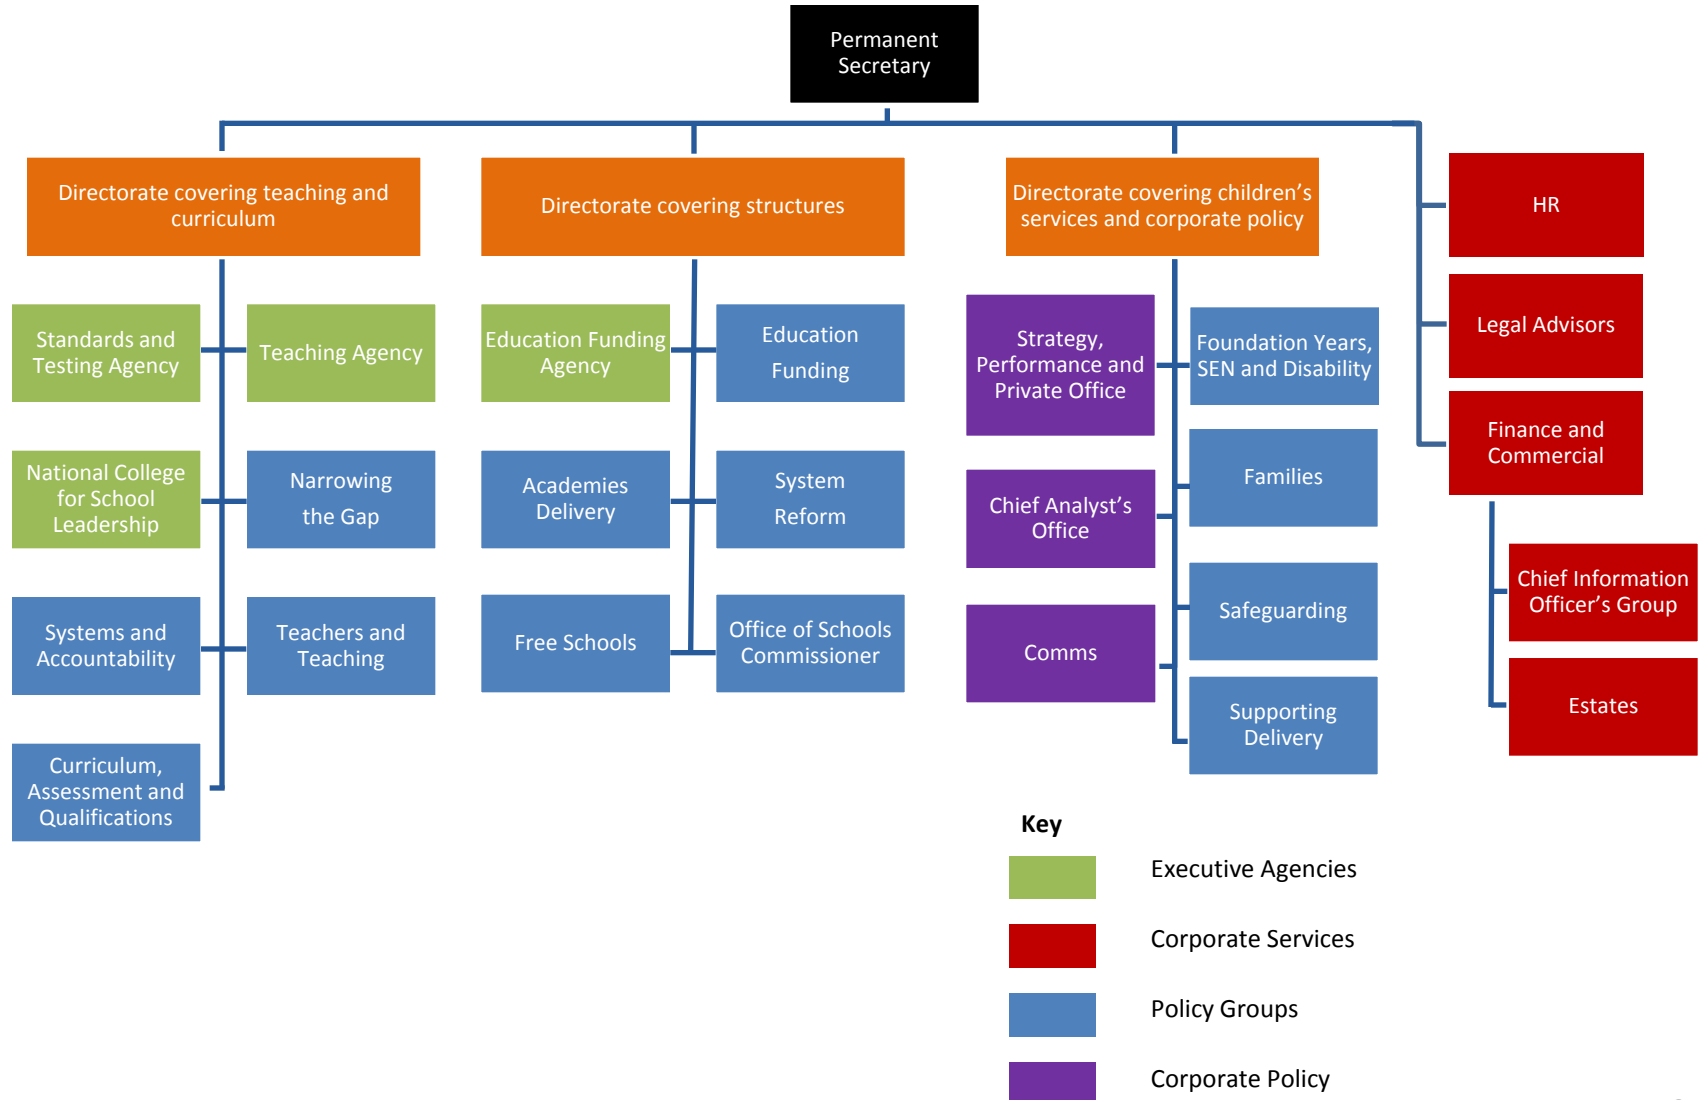 Permanent
Secretary
Directorate covering teaching and
curriculum
Directorate covering structures
Directorate covering children’s
services and corporate policy
HR
Standards and
Testing Agency
Teaching Agency
Education Funding
Agency
Education
Funding
Strategy,
Performance and
Private Office
Foundation Years,
SEN and Disability
Legal Advisors
National College
for School
Leadership
Narrowing
the Gap
Academies
Delivery
System
Reform
Chief Analyst’s
Office
Families
Finance and
Commercial
Systems and
Accountability
Teachers and
Teaching
Free Schools
Office of Schools
Commissioner
Comms
Safeguarding
Chief Information
Officer’s Group
Curriculum,
Assessment and
Qualifications
Supporting
Delivery
Estates
Key
Executive Agencies
Corporate Services
Policy Groups
Corporate Policy